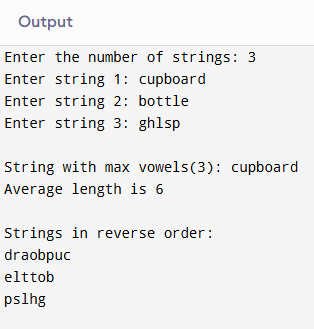 Output
Enter the number of strings: 3
Enter string 1: cupboard
Enter string 2: bottle
Enter string 3: ghlsp
String with max vowels(3): cupboard
Average length is 6
Strings in reverse order:
draobpuc
elttob
pslhg